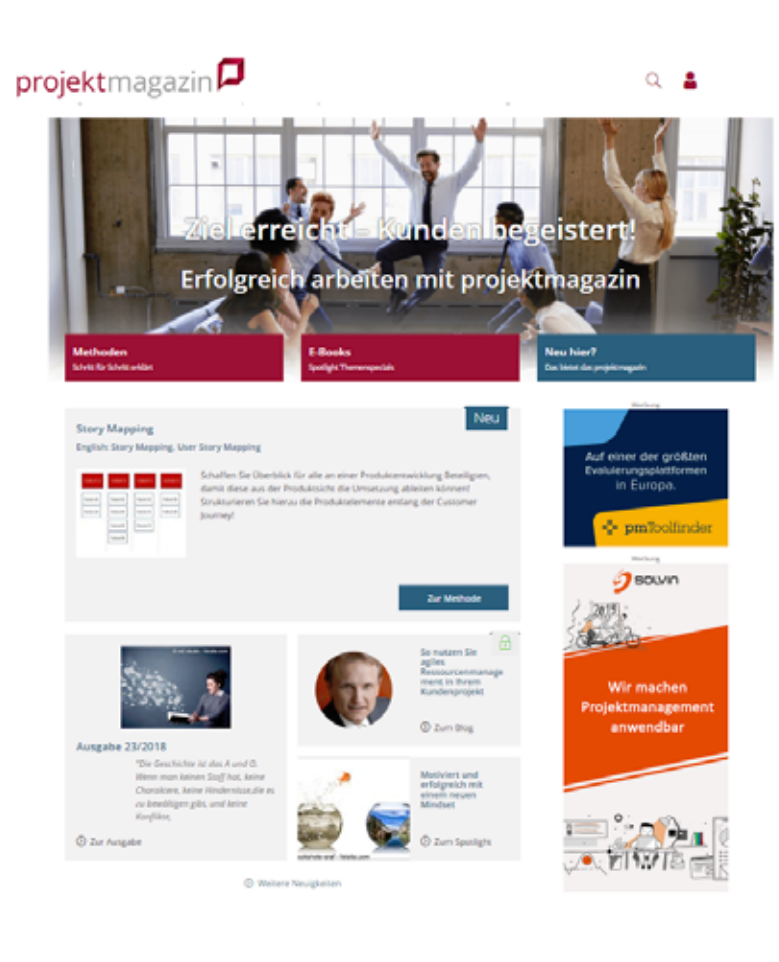 projektmagazin
Ziel erreicht - Kunden begeistert!
Erfolgreich arbeiten mit projektmagazin
Methoden
Schritt für Schritt erklärt
E-Books
Spotlight Themenspecials
Neu hier?
Das bietet das projektmagazin
Neu
Story Mapping
English: Story Mapping, User Story Mapping
Schaffen Sie Überblick für alle an einer Produktentwicklung Beteiligten,
damit diese aus der Produktsicht die Umsetzung ableiten können!
Strukturieren Sie hierzu die Produktelemente entlang der Customer
Journey!
Zur Methode
Ausgabe 23/2018
"Die Geschichte ist das A und O.
Wenn man keinen Stoff hat, keine
Charaktere, keine Hindernisse,die es
zu bewältigen gibt, und keine
Konflikte,
Zur Ausgabe
So nutzen Sie
agiles
Ressourcenmanage
ment in Ihrem
Kundenprojekt
Zum Blog
Motiviert und
erfolgreich mit
einem neuen
Mindset
Zum Spotlight
Weitere Neuigkeiten
Werbung
Auf einer der größten
Evaluierungsplattformen
in Europa.
pmToolfinder
Werbung
SOLVIN
2019
Wir machen
Projektmanagement
anwendbar